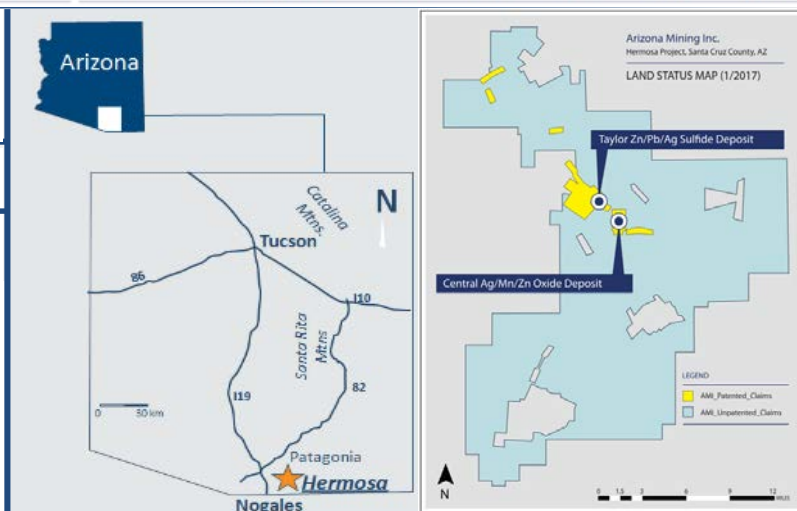 Arizona
Catalina
Mtns.
N
Tucson
86
I10
Santa Rita
Mtns
I19
82
0 50 km
Patagonia
Hermosa
Nogales
Arizona Mining Inc.
Hermosa Project, Santa Cruz County, AZ
LAND STATUS MAP (1/2017)
Taylor Zn/Pb/Ag Sulfide Deposit
Central Ag/Mn/Zn Oxide Deposit
LEGEND
AMI_Patented_Claims
AMI_Unpatented_Claims
N
0 1.5 3 6 9 12
MILES